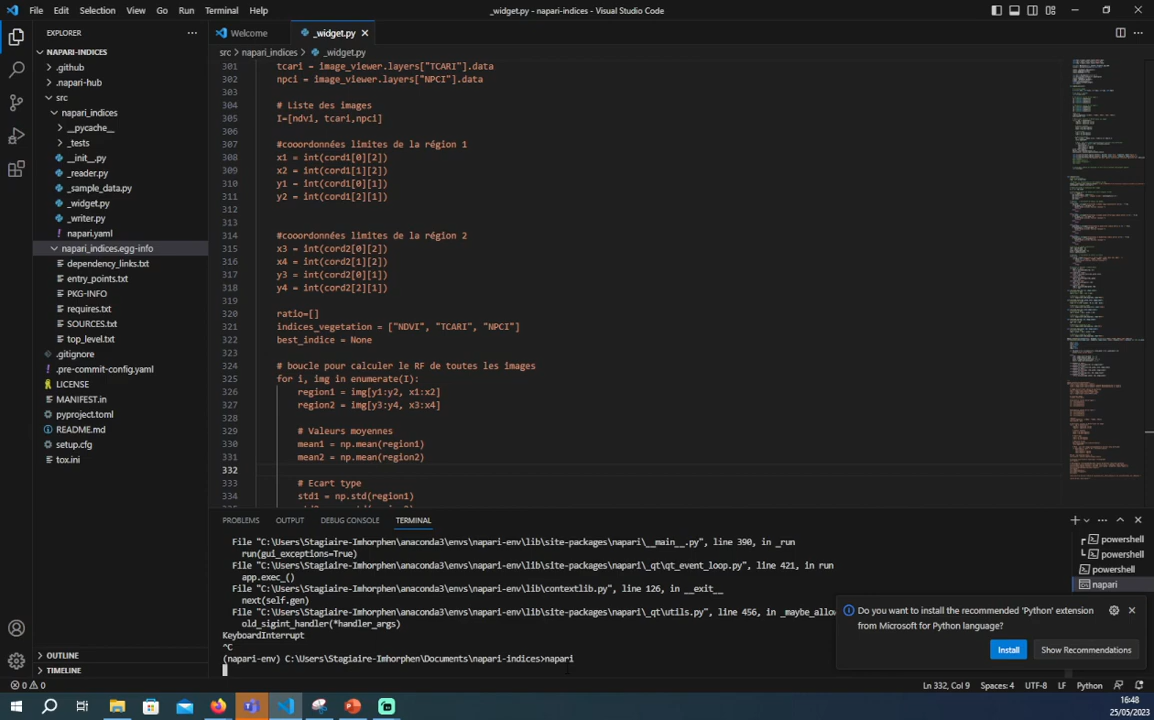 File Edit Selection View Go Run Terminal Help
_widget.py - napari-indices - Visual Studio Code
EXPLORER
Welcome
_widget.py
NAPARI-INDICES
src > napari_indices > _widget.py
.github
.napari-hub
src
napari_indices
__pycache__
_tests
__init__.py
_reader.py
_sample_data.py
_widget.py
_writer.py
napari.yaml
napari_indices.egg-info
dependency_links.txt
entry_points.txt
PKG-INFO
requires.txt
SOURCES.txt
top_level.txt
.gitignore
.pre-commit-config.yaml
LICENSE
MANIFEST.in
pyproject.toml
README.md
setup.cfg
tox.ini
OUTLINE
TIMELINE
301 tcari = image_viewer.layers["TCARI"].data
302 npci = image_viewer.layers["NPCI"].data
303
304 # Liste des images
305 I=[ndvi, tcari,npci]
306
307 #cooordonnées limites de la région 1
308 x1 = int(cord1[0][2])
309 x2 = int(cord1[1][2])
310 y1 = int(cord1[0][1])
311 y2 = int(cord1[2][1])
312
313
314 #cooordonnées limites de la région 2
315 x3 = int(cord2[0][2])
316 x4 = int(cord2[1][2])
317 y3 = int(cord2[0][1])
318 y4 = int(cord2[2][1])
319
320 ratio=[]
321 indices_vegetation = ["NDVI", "TCARI", "NPCI"]
322 best_indice = None
323
324 # boucle pour calculer le RF de toutes les images
325 for i, img in enumerate(I):
326 region1 = img[y1:y2, x1:x2]
327 region2 = img[y3:y4, x3:x4]
328
329 # Valeurs moyennes
330 mean1 = np.mean(region1)
331 mean2 = np.mean(region2)
332
333 # Ecart type
334 std1 = np.std(region1)
PROBLEMS OUTPUT DEBUG CONSOLE TERMINAL
File "C:\Users\Stagiaire-Imhorphen\anaconda3\envs\napari-env\lib\site-packages\napari\__main__.py", line 390, in _run
run(gui_exceptions=True)
File "C:\Users\Stagiaire-Imhorphen\anaconda3\envs\napari-env\lib\site-packages\napari\_qt\qt_event_loop.py", line 421, in run
app.exec_()
File "C:\Users\Stagiaire-Imhorphen\anaconda3\envs\napari-env\lib\contextlib.py", line 126, in __exit__
next(self.gen)
File "C:\Users\Stagiaire-Imhorphen\anaconda3\envs\napari-env\lib\site-packages\napari\_qt\utils.py", line 456, in _maybe_allow
old_sigint_handler(*handler_args)
KeyboardInterrupt
^C
(napari-env) C:\Users\Stagiaire-Imhorphen\Documents\napari-indices>napari
powershell
powershell
powershell
napari
Do you want to install the recommended 'Python' extension
from Microsoft for Python language?
Install
Show Recommendations
0 0
Ln 332, Col 9 Spaces: 4 UTF-8 LF Python
16:48
25/05/2023